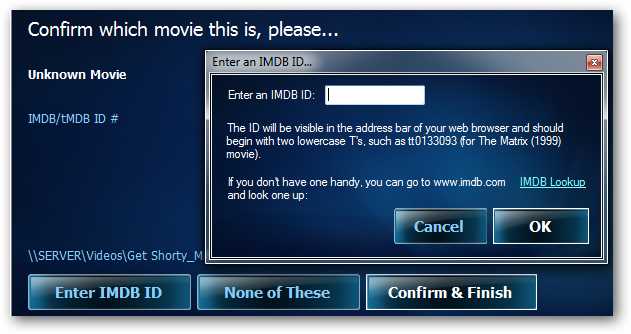 Confirm which movie this is, please...
Enter an IMDB ID...
Unknown Movie
Enter an IMDB ID:
IMDB/tMDB ID #
The ID will be visible in the address bar of your web browser and should
begin with two lowercase T's, such as tt0133093 (for The Matrix (1999)
movie).
If you don't have one handy, you can go to www.imdb.com
and look one up:
IMDB Lookup
Cancel
OK
\\SERVER\Videos\Get Shorty_M
Enter IMDB ID
None of These
Confirm & Finish